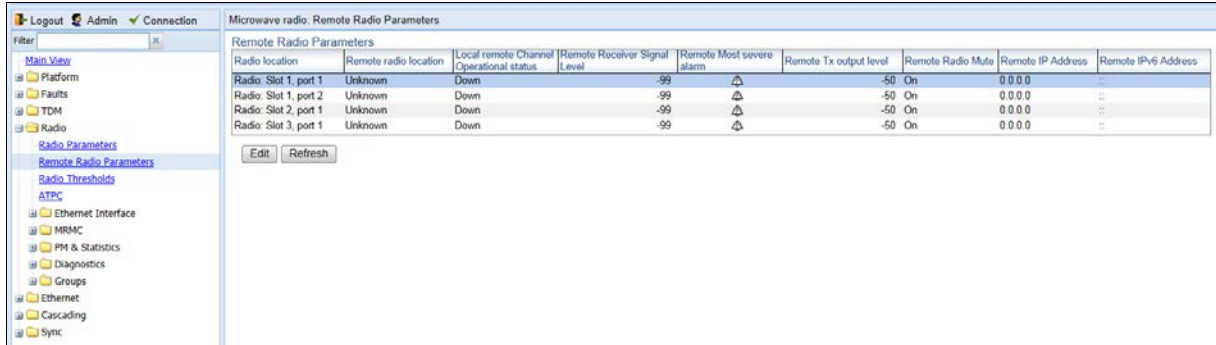 Logout Admin Connection
Microwave radio: Remote Radio Parameters
Filter
Main View
Platform
Faults
TDM
Radio
Radio Parameters
Remote Radio Parameters
Radio Thresholds
ATPC
Ethernet Interface
MRMC
PM & Statistics
Diagnostics
Groups
Ethernet
Cascading
Sync
Remote Radio Parameters
Radio location Remote radio location Local remote Channel Operational status Remote Receiver Signal Level Remote Most severe alarm Remote Tx output level Remote Radio Mute Remote IP Address Remote IPv6 Address
Radio: Slot 1, port 1 Unknown Down -99 -50 On 0.0.0.0 ::
Radio: Slot 1, port 2 Unknown Down -99 -50 On 0.0.0.0 ::
Radio: Slot 2, port 1 Unknown Down -99 -50 On 0.0.0.0 ::
Radio: Slot 3, port 1 Unknown Down -99 -50 On 0.0.0.0 ::
Edit Refresh